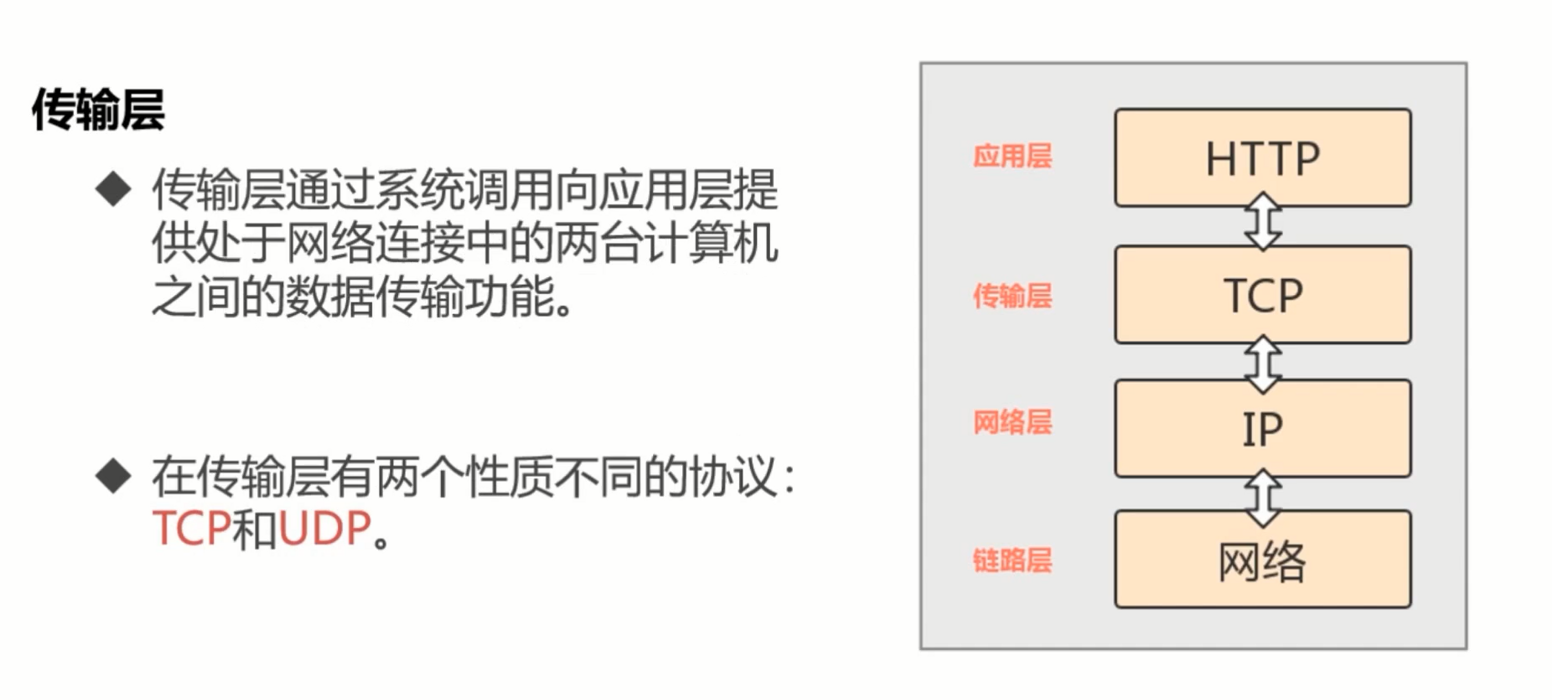 传输层
传输层通过系统调用向应用层提
供处于网络连接中的两台计算机
之间的数据传输功能。
在传输层有两个性质不同的协议：
TCP和UDP。
应用层
HTTP
传输层
TCP
网络层
IP
链路层
网络